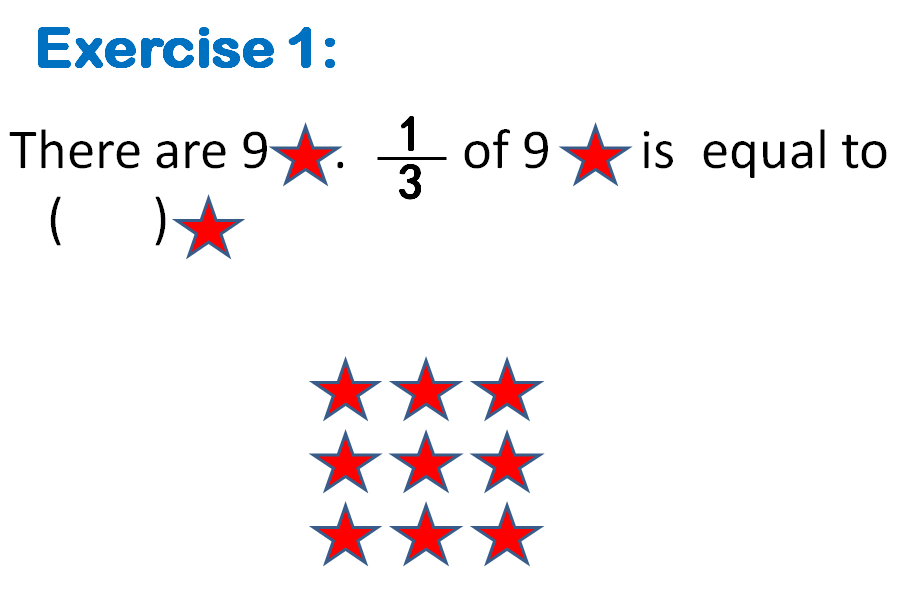 Exercise 1:
There are 9 . 1/3 of 9 is equal to
( )